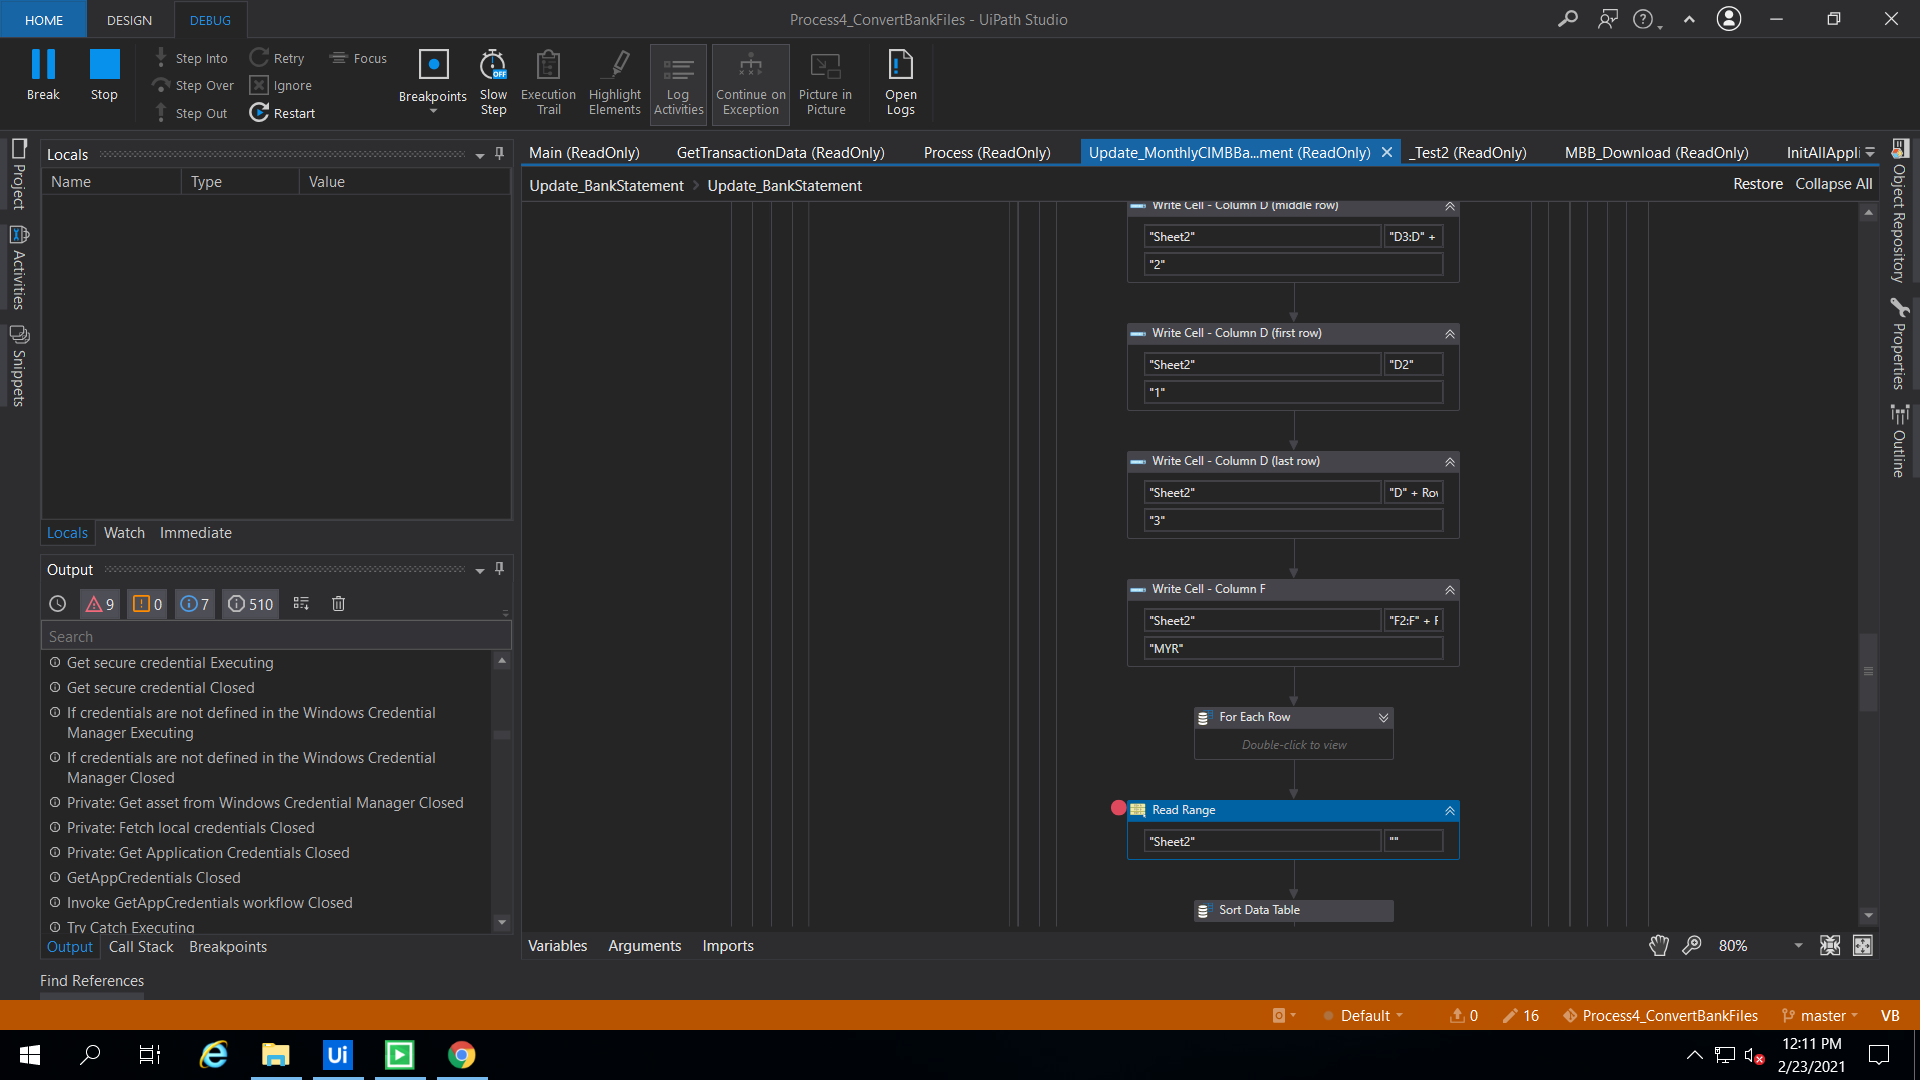 HOME
DESIGN
DEBUG
Process4_ConvertBankFiles - UiPath Studio
Break
Stop
Step Into
Step Over
Step Out
Retry
Ignore
Restart
Focus
Breakpoints
Slow
Step
OFF
Execution
Trail
Highlight
Elements
Log
Activities
Continue on
Exception
Picture in
Picture
Open
Logs
Project
Activities
Snippets
Locals
Name
Type
Value
Locals
Watch
Immediate
Output
9
0
7
510
Search
Get secure credential Executing
Get secure credential Closed
If credentials are not defined in the Windows Credential
Manager Executing
If credentials are not defined in the Windows Credential
Manager Closed
Private: Get asset from Windows Credential Manager Closed
Private: Fetch local credentials Closed
Private: Get Application Credentials Closed
GetAppCredentials Closed
Invoke GetAppCredentials workflow Closed
Try Catch Executing
Output
Call Stack
Breakpoints
Find References
Main (ReadOnly)
GetTransactionData (ReadOnly)
Process (ReadOnly)
Update_MonthlyCIMBBa...ment (ReadOnly)
_Test2 (ReadOnly)
MBB_Download (ReadOnly)
InitAllAppli
Update_BankStatement > Update_BankStatement
Restore
Collapse All
Write Cell - Column D (middle row)
"Sheet2"
"D3:D" +
"2"
Write Cell - Column D (first row)
"Sheet2"
"D2"
"1"
Write Cell - Column D (last row)
"Sheet2"
"D" + Rov
"3"
Write Cell - Column F
"Sheet2"
"F2:F" + F
"MYR"
For Each Row
Double-click to view
Read Range
"Sheet2"
""
Sort Data Table
Variables
Arguments
Imports
80%
Object Repository
Properties
Outline
Default
0
16
Process4_ConvertBankFiles
master
VB
Ui
12:11 PM
2/23/2021